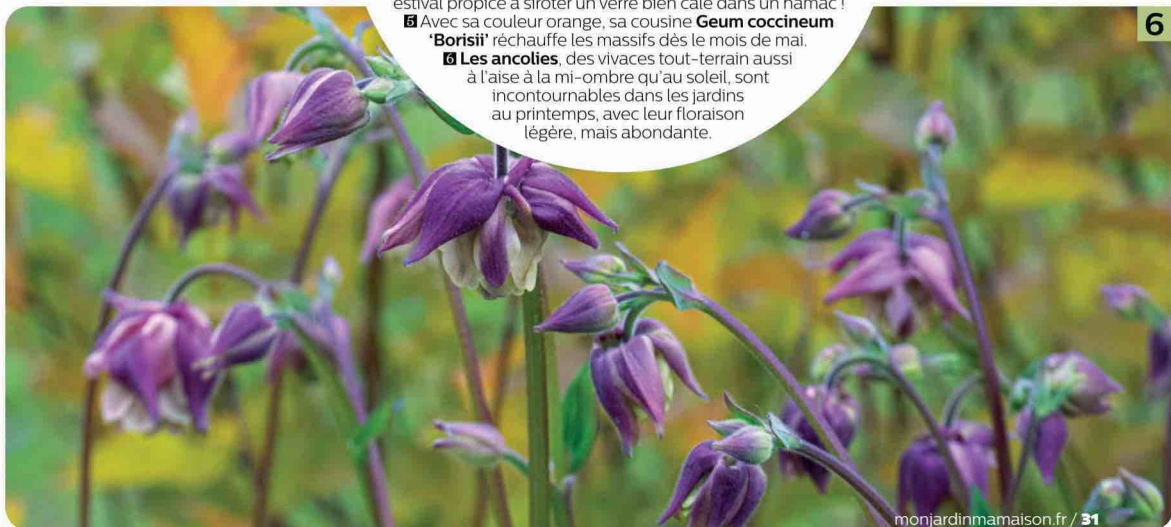 estival propice à siroter un verre bien calé dans un hamac !
5 Avec sa couleur orange, sa cousine Geum coccineum
'Borisii' réchauffe les massifs dès le mois de mai.
6 Les ancolies, des vivaces tout-terrain aussi
à l'aise à la mi-ombre qu'au soleil, sont
incontournables dans les jardins
au printemps, avec leur floraison
légère, mais abondante.
6
monjardinmamaison.fr / 31